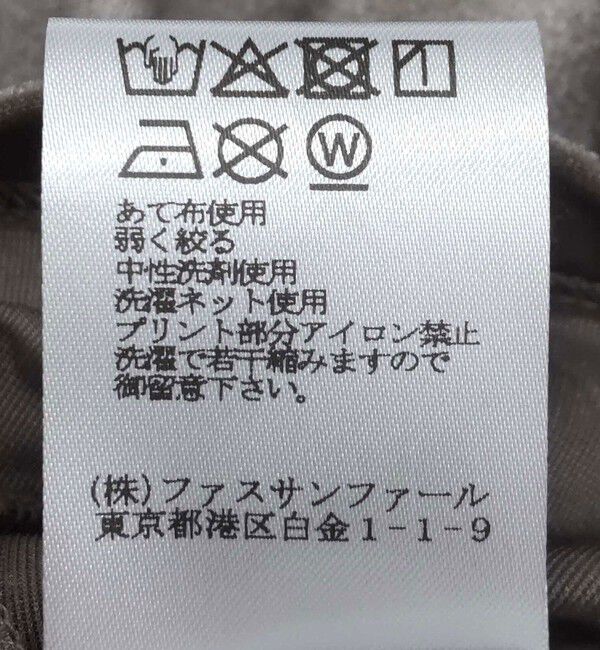 W
あて布使用
弱く絞る
中性洗剤使用
洗濯ネット使用
プリント部分アイロン禁止
洗濯で若干縮みますので
御留意下さい。
(株)ファスサンファール
東京都港区白金1-1-9